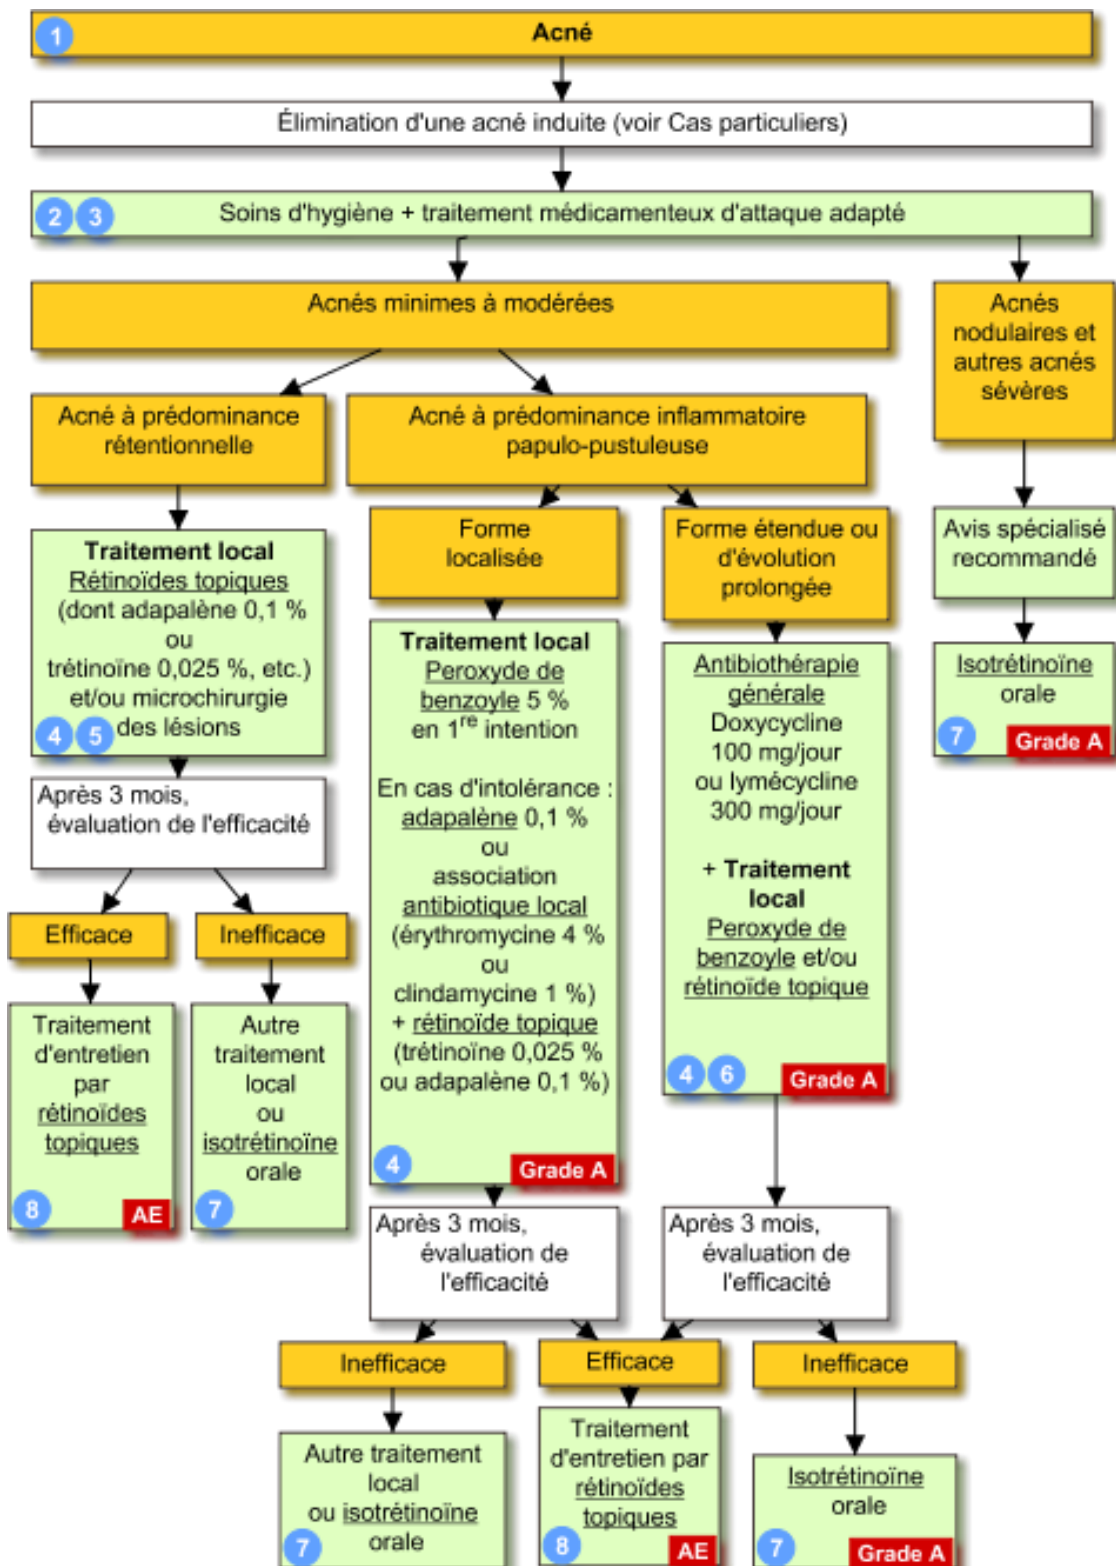 1
Acné
Élimination d'une acné induite (voir Cas particuliers)
2 3
Soins d'hygiène + traitement médicamenteux d'attaque adapté
Acnés minimes à modérées
Acnés
nodulaires et
autres acnés
sévères
Acné à prédominance
rétentionnelle
Acné à prédominance inflammatoire
papulo-pustuleuse
Traitement local
Rétinoïdes topiques
(dont adapalène 0,1 %
ou
trétinoïne 0,025 %, etc.)
et/ou microchirurgie
des lésions
4 5
Forme
localisée
Forme étendue ou
d'évolution
prolongée
Avis spécialisé
recommandé
Isotrétinoïne
orale
7
Grade A
Traitement local
Peroxyde de
benzoyle 5 %
en 1re intention
En cas d'intolérance :
adapalène 0,1 %
ou
association
antibiotique local
(érythromycine 4 %
ou
clindamycine 1 %)
+ rétinoïde topique
(trétinoïne 0,025 %
ou adapalène 0,1 %)
4
Grade A
Antibiothérapie
générale
Doxycycline
100 mg/jour
ou lymécycline
300 mg/jour
+ Traitement
local
Peroxyde de
benzoyle et/ou
rétinoïde topique
4 6
Grade A
Après 3 mois,
évaluation de l'efficacité
Efficace
Inefficace
Traitement
d'entretien
par
rétinoïdes
topiques
8
AE
Autre
traitement
local
ou
isotrétinoïne
orale
7
Après 3 mois,
évaluation de
l'efficacité
Après 3 mois,
évaluation de
l'efficacité
Inefficace
Efficace
Inefficace
Autre traitement
local
ou isotrétinoïne
orale
7
Traitement
d'entretien par
rétinoïdes
topiques
8
AE
Isotrétinoïne
orale
7
Grade A